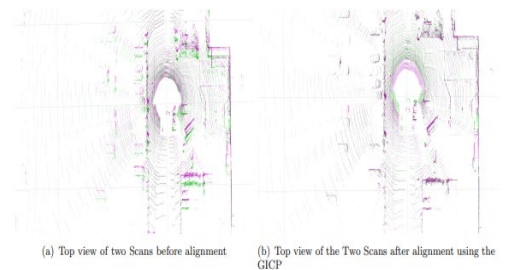 (a) Top view of two Scans before alignment
(b) Top view of the Two Scans after alignment using the
GICP